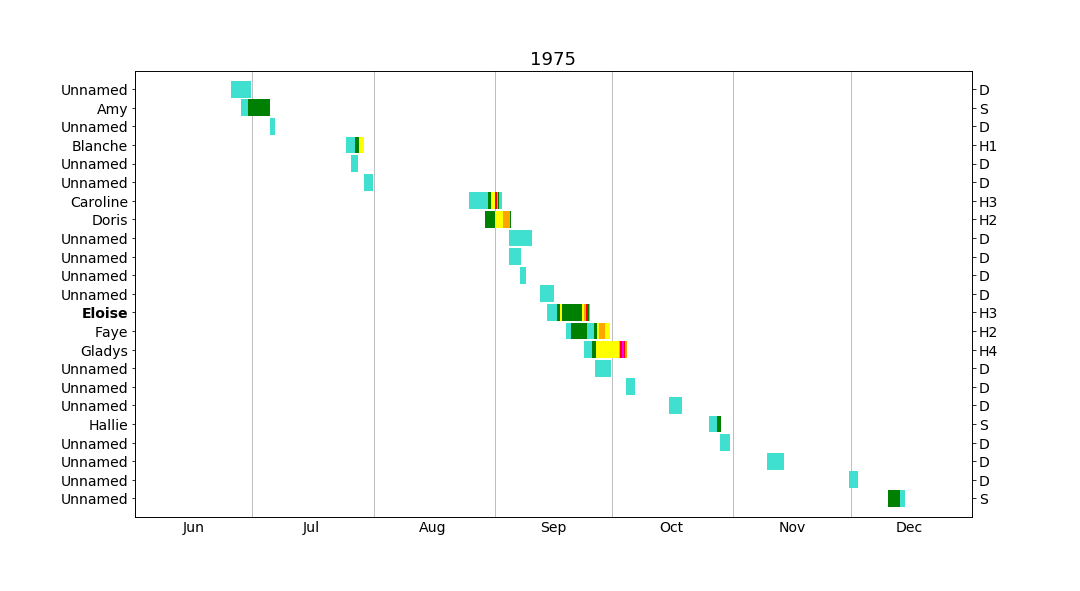 1975
Unnamed D
Amy S
Unnamed D
Blanche H1
Unnamed D
Unnamed D
Caroline H3
Doris H2
Unnamed D
Unnamed D
Unnamed D
Unnamed D
Eloise H3
Faye H2
Gladys H4
Unnamed D
Unnamed D
Unnamed D
Hallie S
Unnamed D
Unnamed D
Unnamed D
Unnamed S
Jun Jul Aug Sep Oct Nov Dec